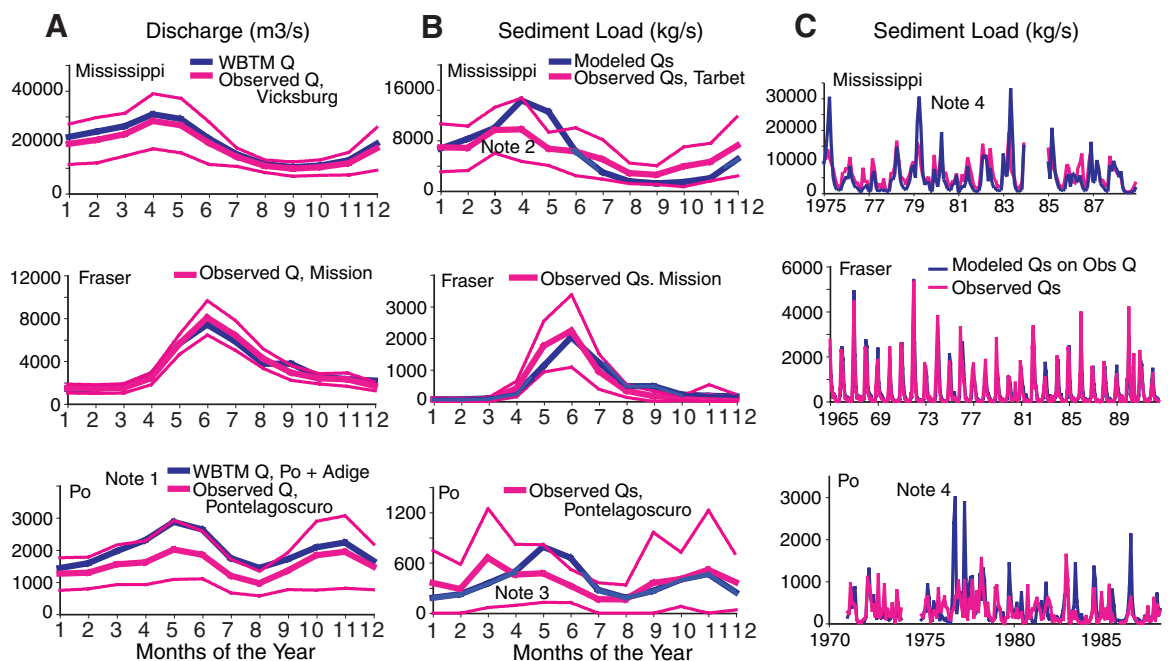 A Discharge (m3/s) B Sediment Load (kg/s) C Sediment Load (kg/s)
Mississippi
WBTM Q
Observed Q,
Vicksburg
40000
20000
0
1 2 3 4 5 6 7 8 9 10 11 12
Mississippi
Modeled Qs
Observed Qs, Tarbet
Note 2
16000
12000
8000
4000
0
1 2 3 4 5 6 7 8 9 10 11 12
Mississippi
Note 4
30000
20000
10000
0
1975 77 79 81 83 85 87
Fraser
Observed Q, Mission
12000
8000
4000
0
1 2 3 4 5 6 7 8 9 10 11 12
Fraser
Observed Qs. Mission
3000
2000
1000
0
1 2 3 4 5 6 7 8 9 10 11 12
Fraser
Modeled Qs on Obs Q
Observed Qs
6000
4000
2000
0
1965 69 73 77 81 85 89
Po
Note 1
WBTM Q, Po + Adige
Observed Q,
Pontelagoscuro
3000
2000
1000
0
1 2 3 4 5 6 7 8 9 10 11 12
Months of the Year
Po
Observed Qs,
Pontelagoscuro
Note 3
1200
600
0
1 2 3 4 5 6 7 8 9 10 11 12
Months of the Year
Po
Note 4
3000
2000
1000
0
1970 1975 1980 1985